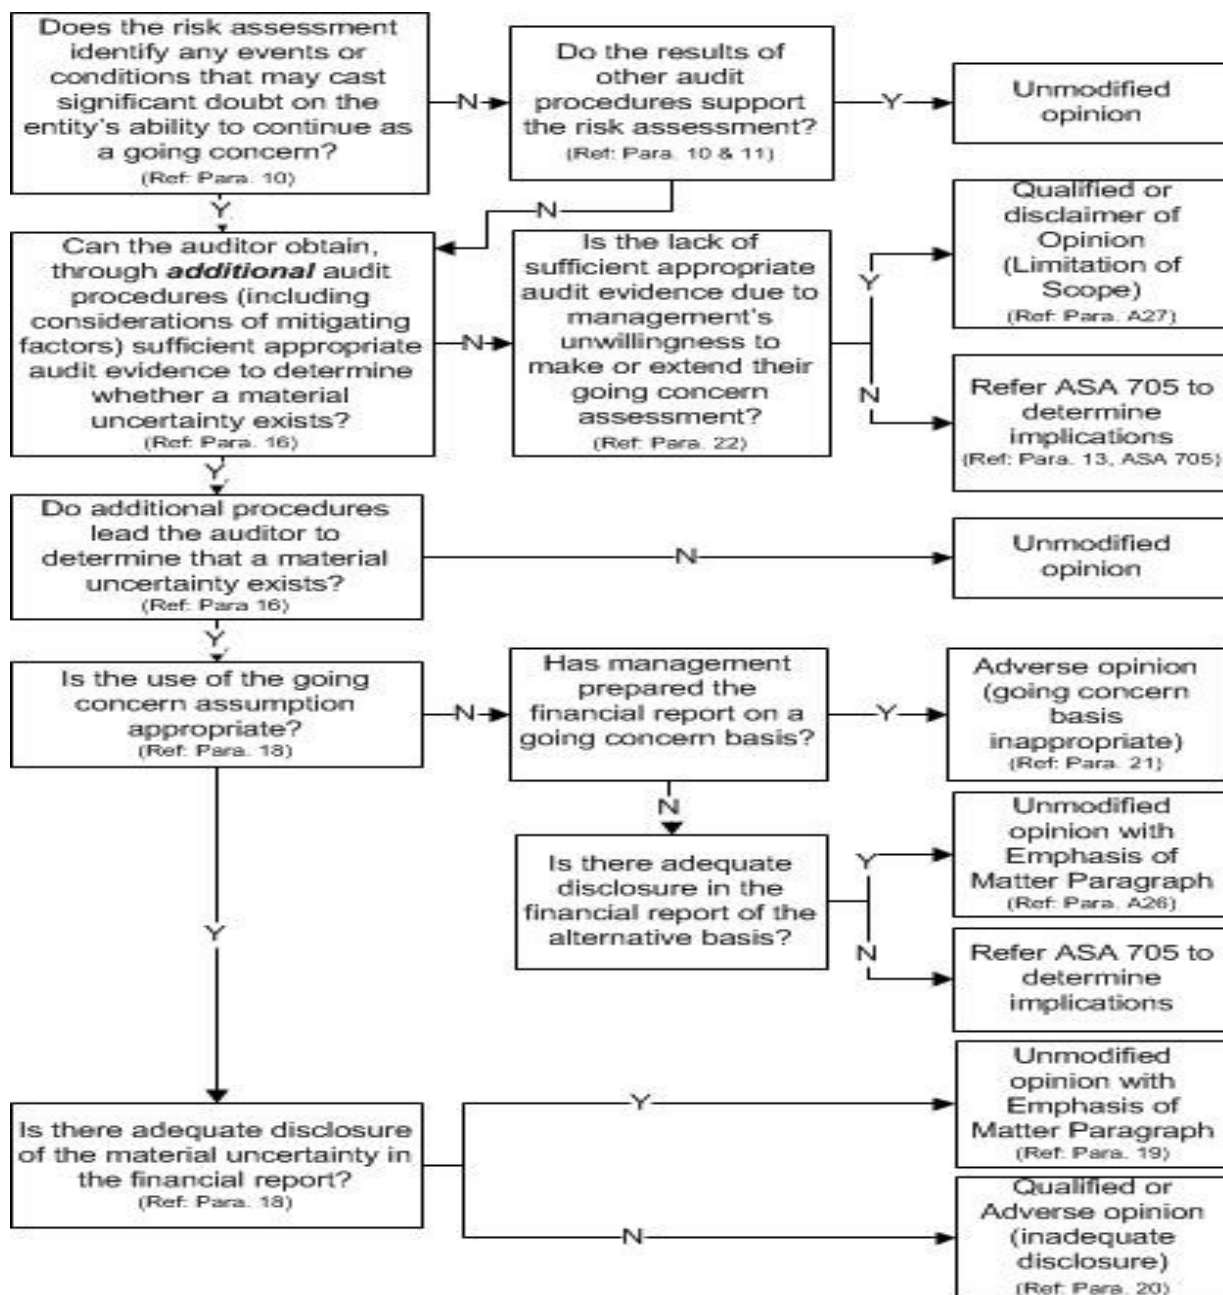 Does the risk assessment
identify any events or
conditions that may cast
significant doubt on the
entity's ability to continue as
a going concern?
(Ref: Para. 10)
N
Do the results of
other audit
procedures support
the risk assessment?
(Ref: Para. 10 & 11)
Y
Unmodified
opinion
Y
N
Can the auditor obtain,
through additional audit
procedures (including
considerations of mitigating
factors) sufficient appropriate
audit evidence to determine
whether a material
uncertainty exists?
(Ref: Para. 16)
N
Is the lack of
sufficient appropriate
audit evidence due to
management's
unwillingness to
make or extend their
going concern
assessment?
(Ref: Para. 22)
Y
Qualified or
disclaimer of
Opinion
(Limitation of
Scope)
(Ref: Para. A27)
N
Refer ASA 705 to
determine
implications
(Ref: Para. 13, ASA 705)
Y
Do additional procedures
lead the auditor to
determine that a material
uncertainty exists?
(Ref: Para 16)
N
Unmodified
opinion
Y
Is the use of the going
concern assumption
appropriate?
(Ref: Para. 18)
N
Has management
prepared the
financial report on a
going concern basis?
Y
Adverse opinion
(going concern
basis
inappropriate)
(Ref: Para. 21)
N
Is there adequate
disclosure in the
financial report of the
alternative basis?
Y
Unmodified
opinion with
Emphasis of
Matter Paragraph
(Ref: Para. A26)
N
Refer ASA 705 to
determine
implications
Y
Is there adequate disclosure
of the material uncertainty in
the financial report?
(Ref: Para. 18)
Y
Unmodified
opinion with
Emphasis of
Matter Paragraph
(Ref: Para. 19)
N
Qualified or
Adverse opinion
(inadequate
disclosure)
(Ref: Para. 20)